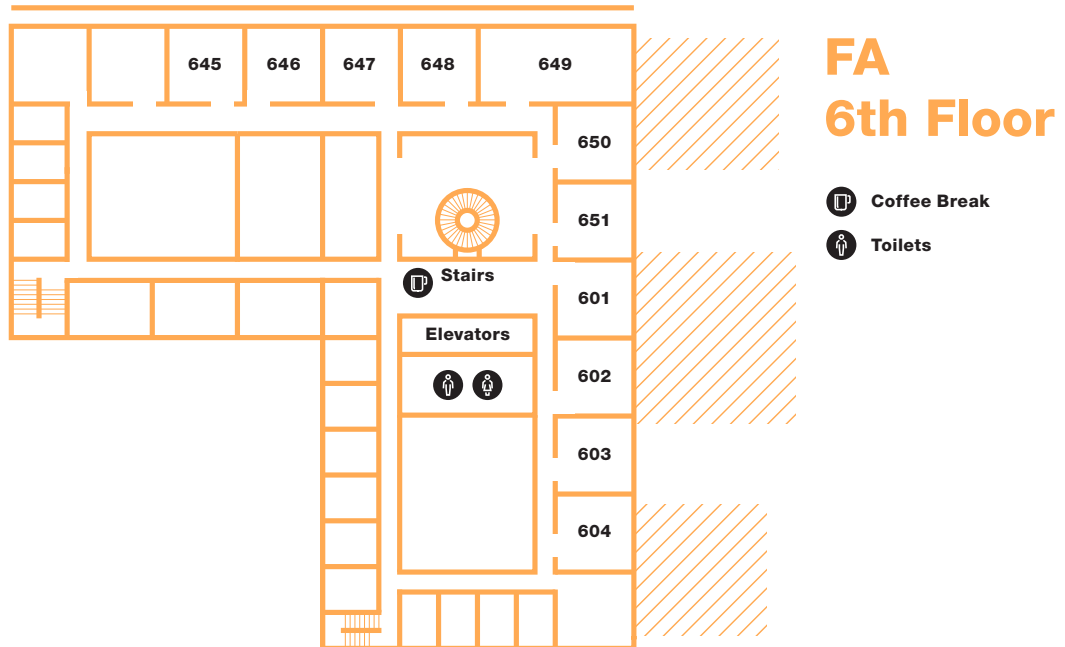 FA
6th Floor
Coffee Break
Toilets
645
646
647
648
649
650
651
601
602
603
604
Stairs
Elevators